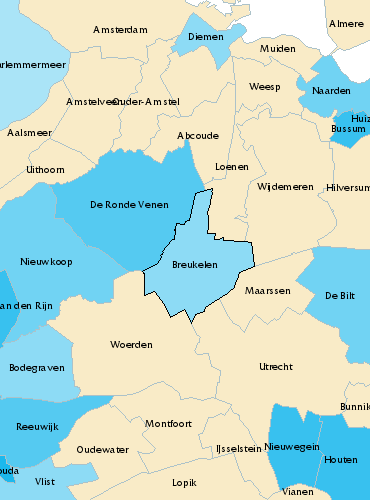 Almere
Amsterdam
Diemen
Muiden
arlemmermeer
Weesp
Naarden
Amstelveen
Ouder-Amstel
Huiz
Bussum
Aalsmeer
Abcoude
Uithoorn
Loenen
Wijdemeren
Hilversum
De Ronde Venen
Nieuwkoop
Breukelen
Maarssen
De Bilt
an den Rijn
Woerden
Bodegraven
Utrecht
Bunnik
Reeuwijk
Montfoort
Oudewater
IJsselstein
Nieuwegein
Houten
ouda
Vlist
Lopik
Vianen